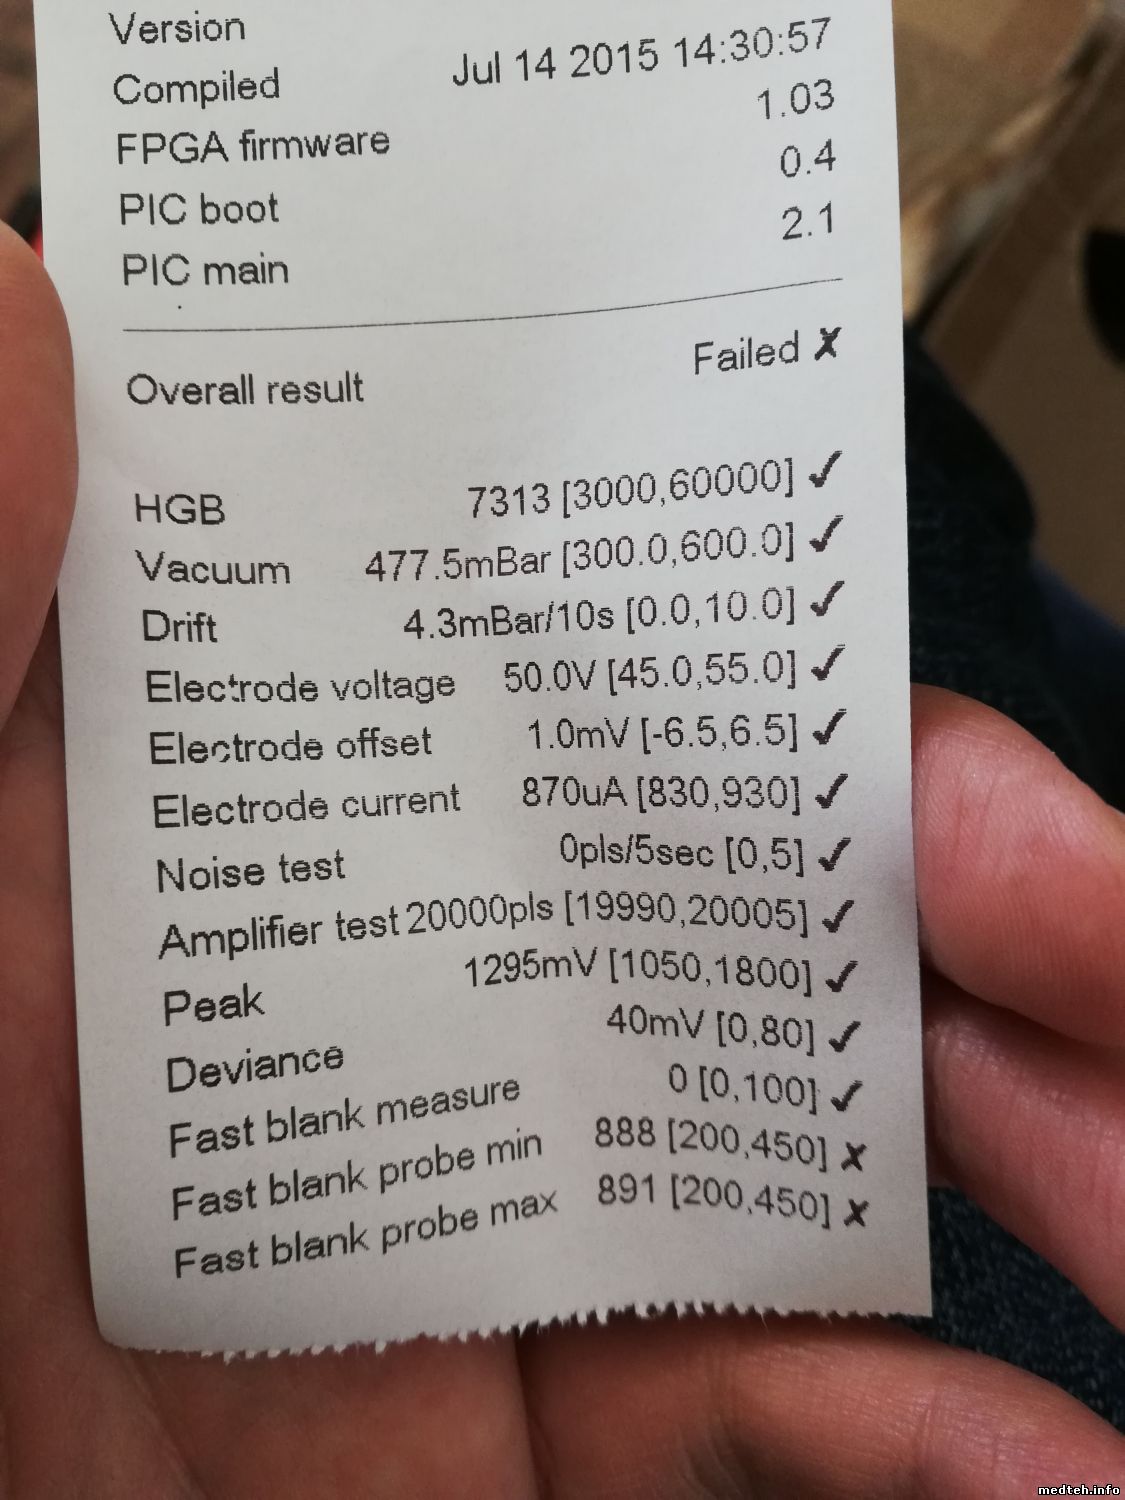 Version
Compiled Jul 14 2015 14:30:57
FPGA firmware 1.03
PIC boot 0.4
PIC main 2.1
Overall result Failed ✗
HGB 7313 [3000,60000] ✓
Vacuum 477.5mBar [300.0,600.0] ✓
Drift 4.3mBar/10s [0.0,10.0] ✓
Electrode voltage 50.0V [45.0,55.0] ✓
Electrode offset 1.0mV [-6.5,6.5] ✓
Electrode current 870uA [830,930] ✓
Noise test 0pls/5sec [0,5] ✓
Amplifier test 20000pls [19990,20005] ✓
Peak 1295mV [1050,1800] ✓
Deviance 40mV [0,80] ✓
Fast blank measure 0 [0,100] ✓
Fast blank probe min 888 [200,450] ✗
Fast blank probe max 891 [200,450] ✗
medteh.info